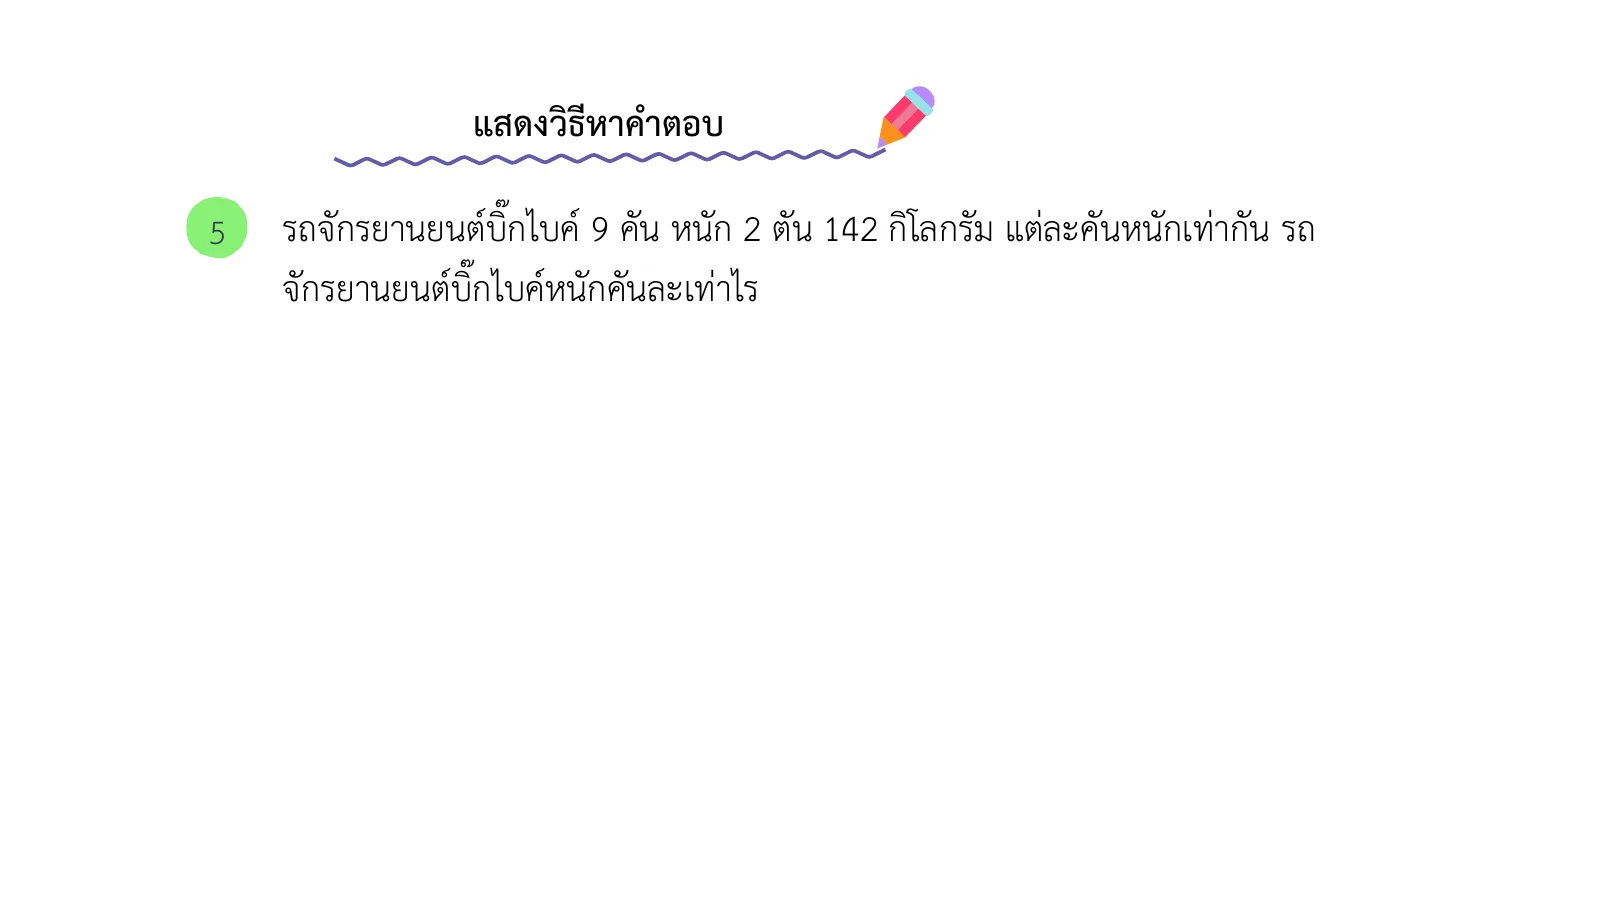 แสดงวิธีหาคำตอบ
5 รถจักรยานยนต์บิ๊กไบค์ 9 คัน หนัก 2 ตัน 142 กิโลกรัม แต่ละคันหนักเท่ากัน รถ
จักรยานยนต์บิ๊กไบค์หนักคันละเท่าไร